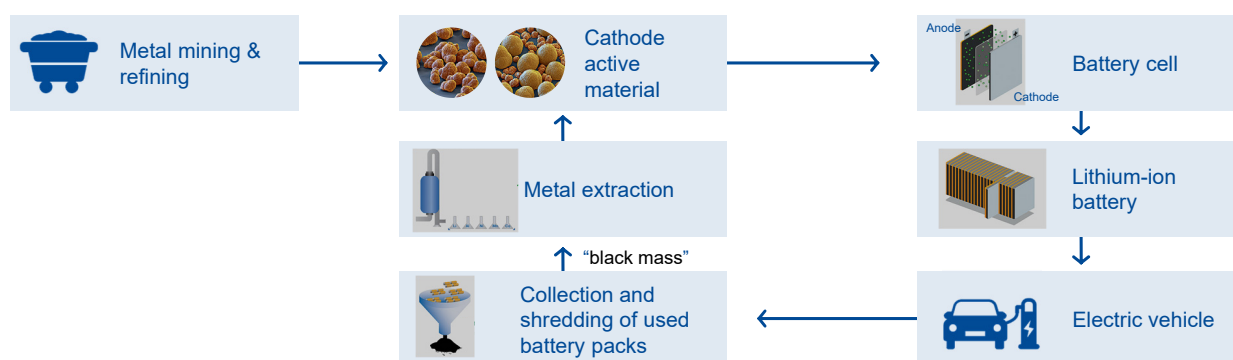 Metal mining &
refining
Cathode
active
material
Anode
Cathode
Battery cell
Metal extraction
Lithium-ion
battery
“black mass”
Collection and
shredding of used
battery packs
Electric vehicle